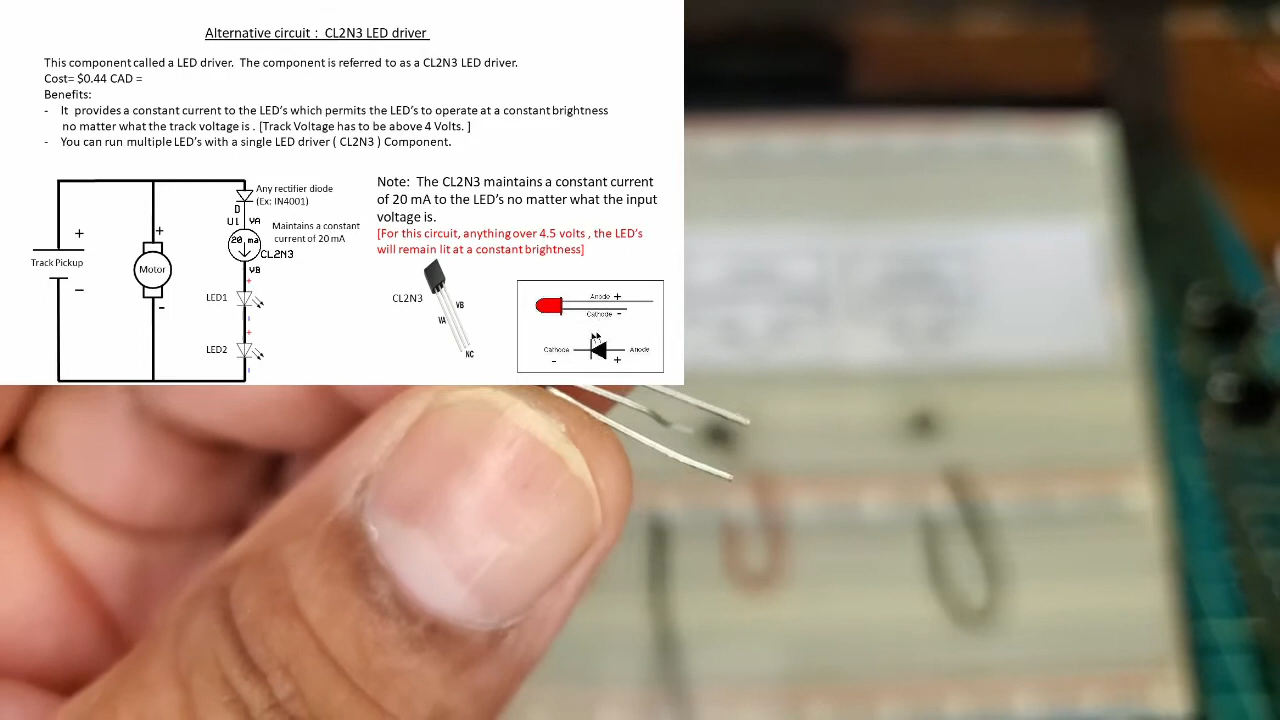 Alternative circuit : CL2N3 LED driver
This component called a LED driver. The component is referred to as a CL2N3 LED driver.
Cost= $0.44 CAD =
Benefits:
- It provides a constant current to the LED's which permits the LED's to operate at a constant brightness
no matter what the track voltage is . [Track Voltage has to be above 4 Volts. ]
- You can run multiple LED's with a single LED driver ( CL2N3 ) Component.
Any rectifier diode
(Ex: IN4001)
D
U1 VA
Maintains a constant
current of 20 mA
20 ma
CL2N3
VB
+
Track Pickup
−
+
Motor
-
+
LED1
-
+
LED2
-
Note: The CL2N3 maintains a constant current
of 20 mA to the LED's no matter what the input
voltage is.
[For this circuit, anything over 4.5 volts , the LED's
will remain lit at a constant brightness]
CL2N3
VB
VA
NC
Anode +
Cathode -
Cathode Anode
- +